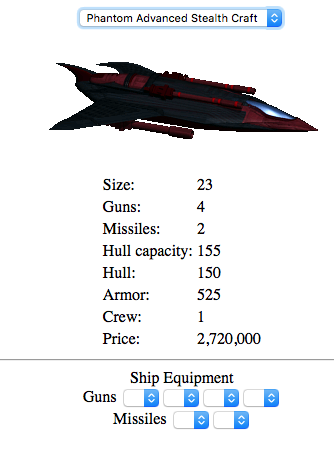 Phantom Advanced Stealth Craft
Size: 23
Guns: 4
Missiles: 2
Hull capacity: 155
Hull: 150
Armor: 525
Crew: 1
Price: 2,720,000
Ship Equipment
Guns
Missiles